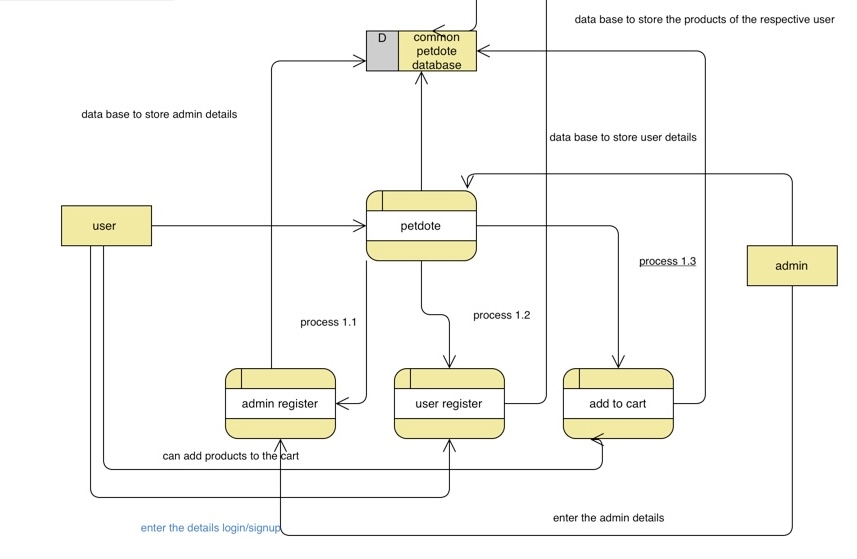 data base to store the products of the respective user
D
common
petdote
database
data base to store admin details
data base to store user details
user
petdote
process 1.3
admin
process 1.1
process 1.2
admin register
user register
add to cart
can add products to the cart
enter the admin details
enter the details login/signup